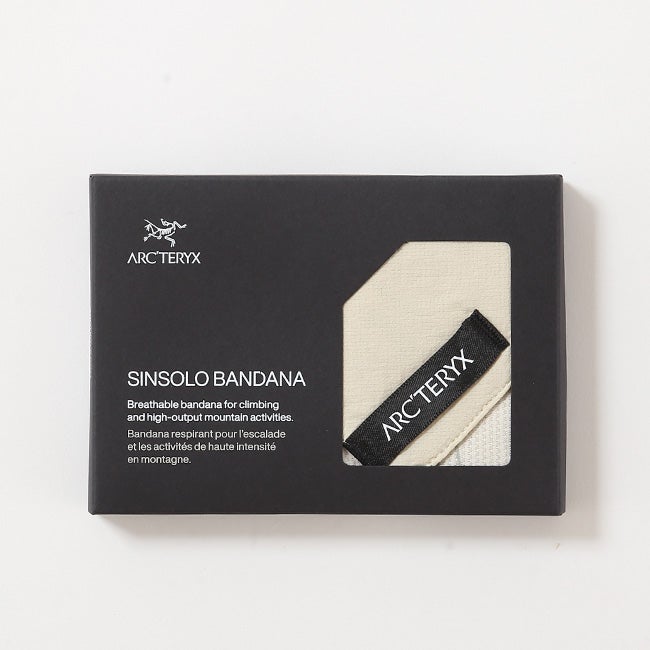 ARC'TERYX
SINSOLO BANDANA
Breathable bandana for climbing
and high-output mountain activities.
Bandana respirant pour l'escalade
et les activités de haute intensité
en montagne.
ARC'TERYX